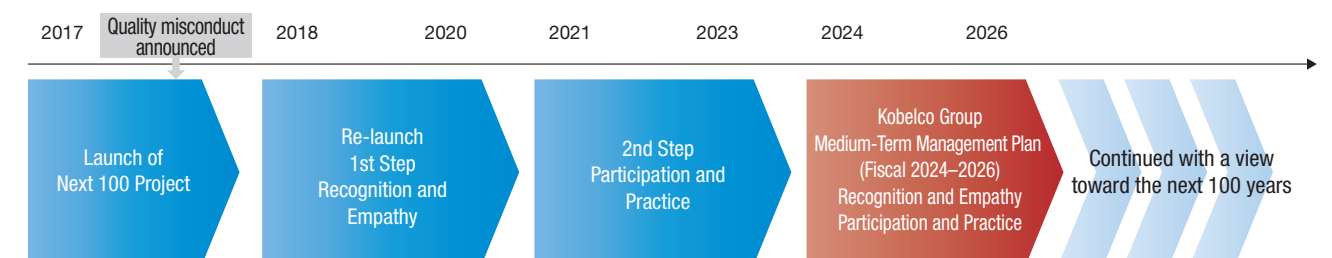 2017
Quality misconduct
announced
2018
2020
2021
2023
2024
2026
Launch of
Next 100 Project
Re-launch
1st Step
Recognition and
Empathy
2nd Step
Participation and
Practice
Kobelco Group
Medium-Term Management Plan
(Fiscal 2024–2026)
Recognition and Empathy
Participation and Practice
Continued with a view
toward the next 100 years